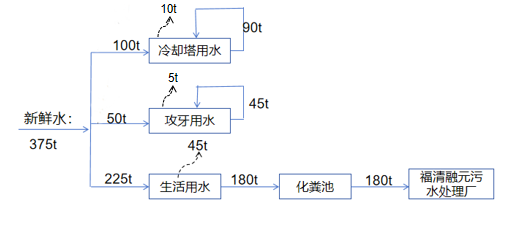 10t
90t
100t
冷却塔用水
5t
新鲜水：
375t
50t
攻牙用水
45t
45t
225t
生活用水
180t
化粪池
180t
福清融元污
水处理厂